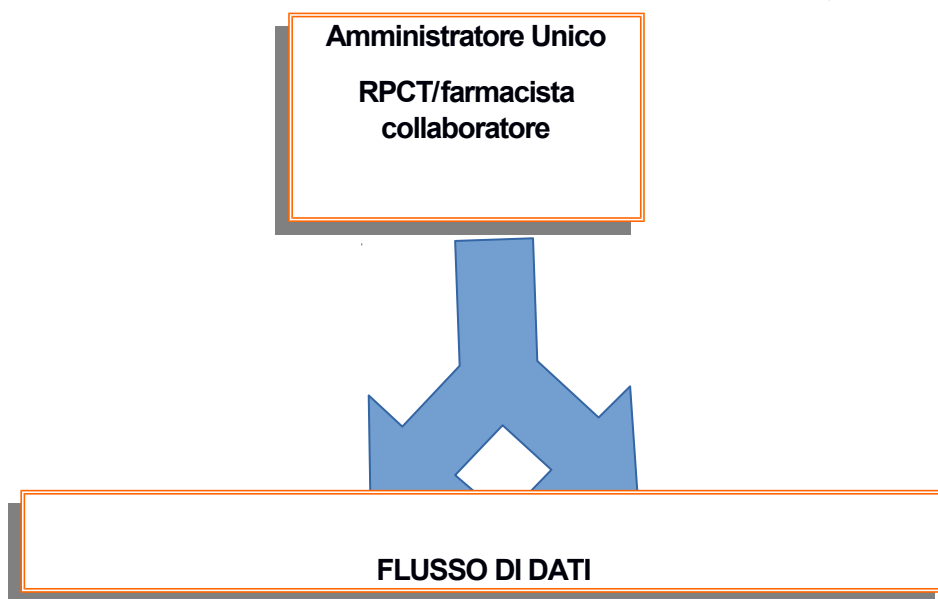 Amministratore Unico
RPCT/farmacista
collaboratore
FLUSSO DI DATI